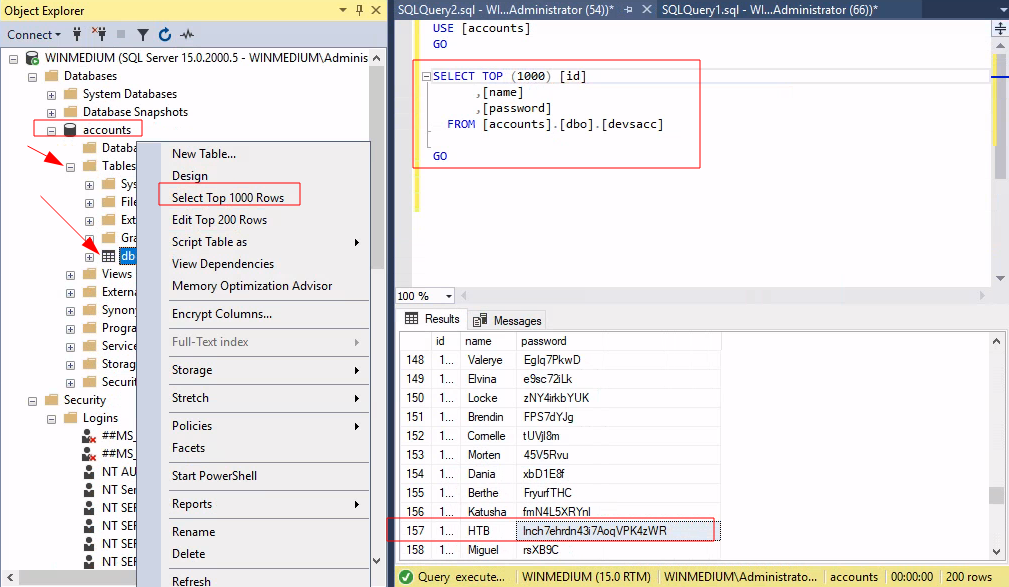 Object Explorer
Connect
WINMEDIUM (SQL Server 15.0.2000.5 - WINMEDIUM\Adminis
Databases
System Databases
Database Snapshots
accounts
Databa
Tables
Sys
File
Ext
Gra
db
Views
Externa
Synony
Progra
Service
Storag
Securit
Security
Logins
##MS_
##MS_
NT AU
NT Ser
NT SER
NT SER
NT SER
NT SER
New Table...
Design
Select Top 1000 Rows
Edit Top 200 Rows
Script Table as
View Dependencies
Memory Optimization Advisor
Encrypt Columns...
Full-Text index
Storage
Stretch
Policies
Facets
Start PowerShell
Reports
Rename
Delete
Refresh
SQLQuery2.sql - WI...Administrator (54))*
SQLQuery1.sql - WI...Administrator (66))*
USE [accounts]
GO
SELECT TOP (1000) [id]
,[name]
,[password]
FROM [accounts].[dbo].[devsacc]
GO
100 %
Results Messages
id name password
148 1... Valerye EgIq7PkwD
149 1... Elvina e9sc72iLk
150 1... Locke zNY4irkbYUK
151 1... Brendin FPS7dYJg
152 1... Cornelle tUVjI8m
153 1... Morten 45V5Rvu
154 1... Dania xbD1E8f
155 1... Berthe FryurfTHC
156 1... Katusha fmN4L5XRYnI
157 1... HTB lnch7ehrdn43i7AoqVPK4zWR
158 1... Miguel rsXB9C
Query execute... WINMEDIUM (15.0 RTM) WINMEDIUM\Administrato... accounts 00:00:00 200 rows